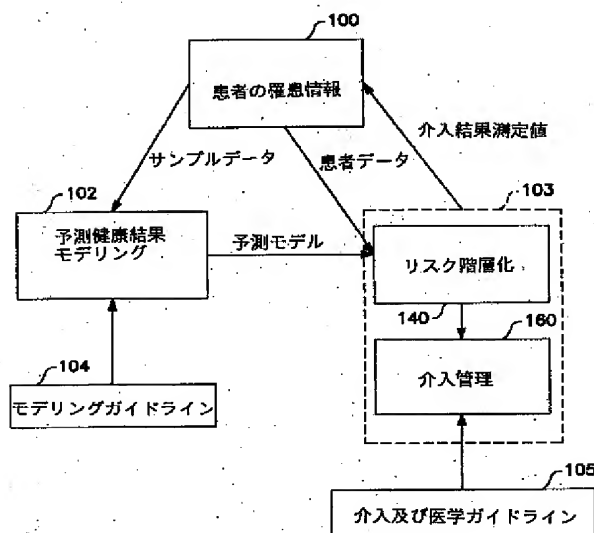 100
患者の罹患情報
介入結果測定値
サンプルデータ
患者データ
102
103
予測健康結果
モデリング
予測モデル
リスク階層化
140
160
介入管理
104
モデリングガイドライン
105
介入及び医学ガイドライン